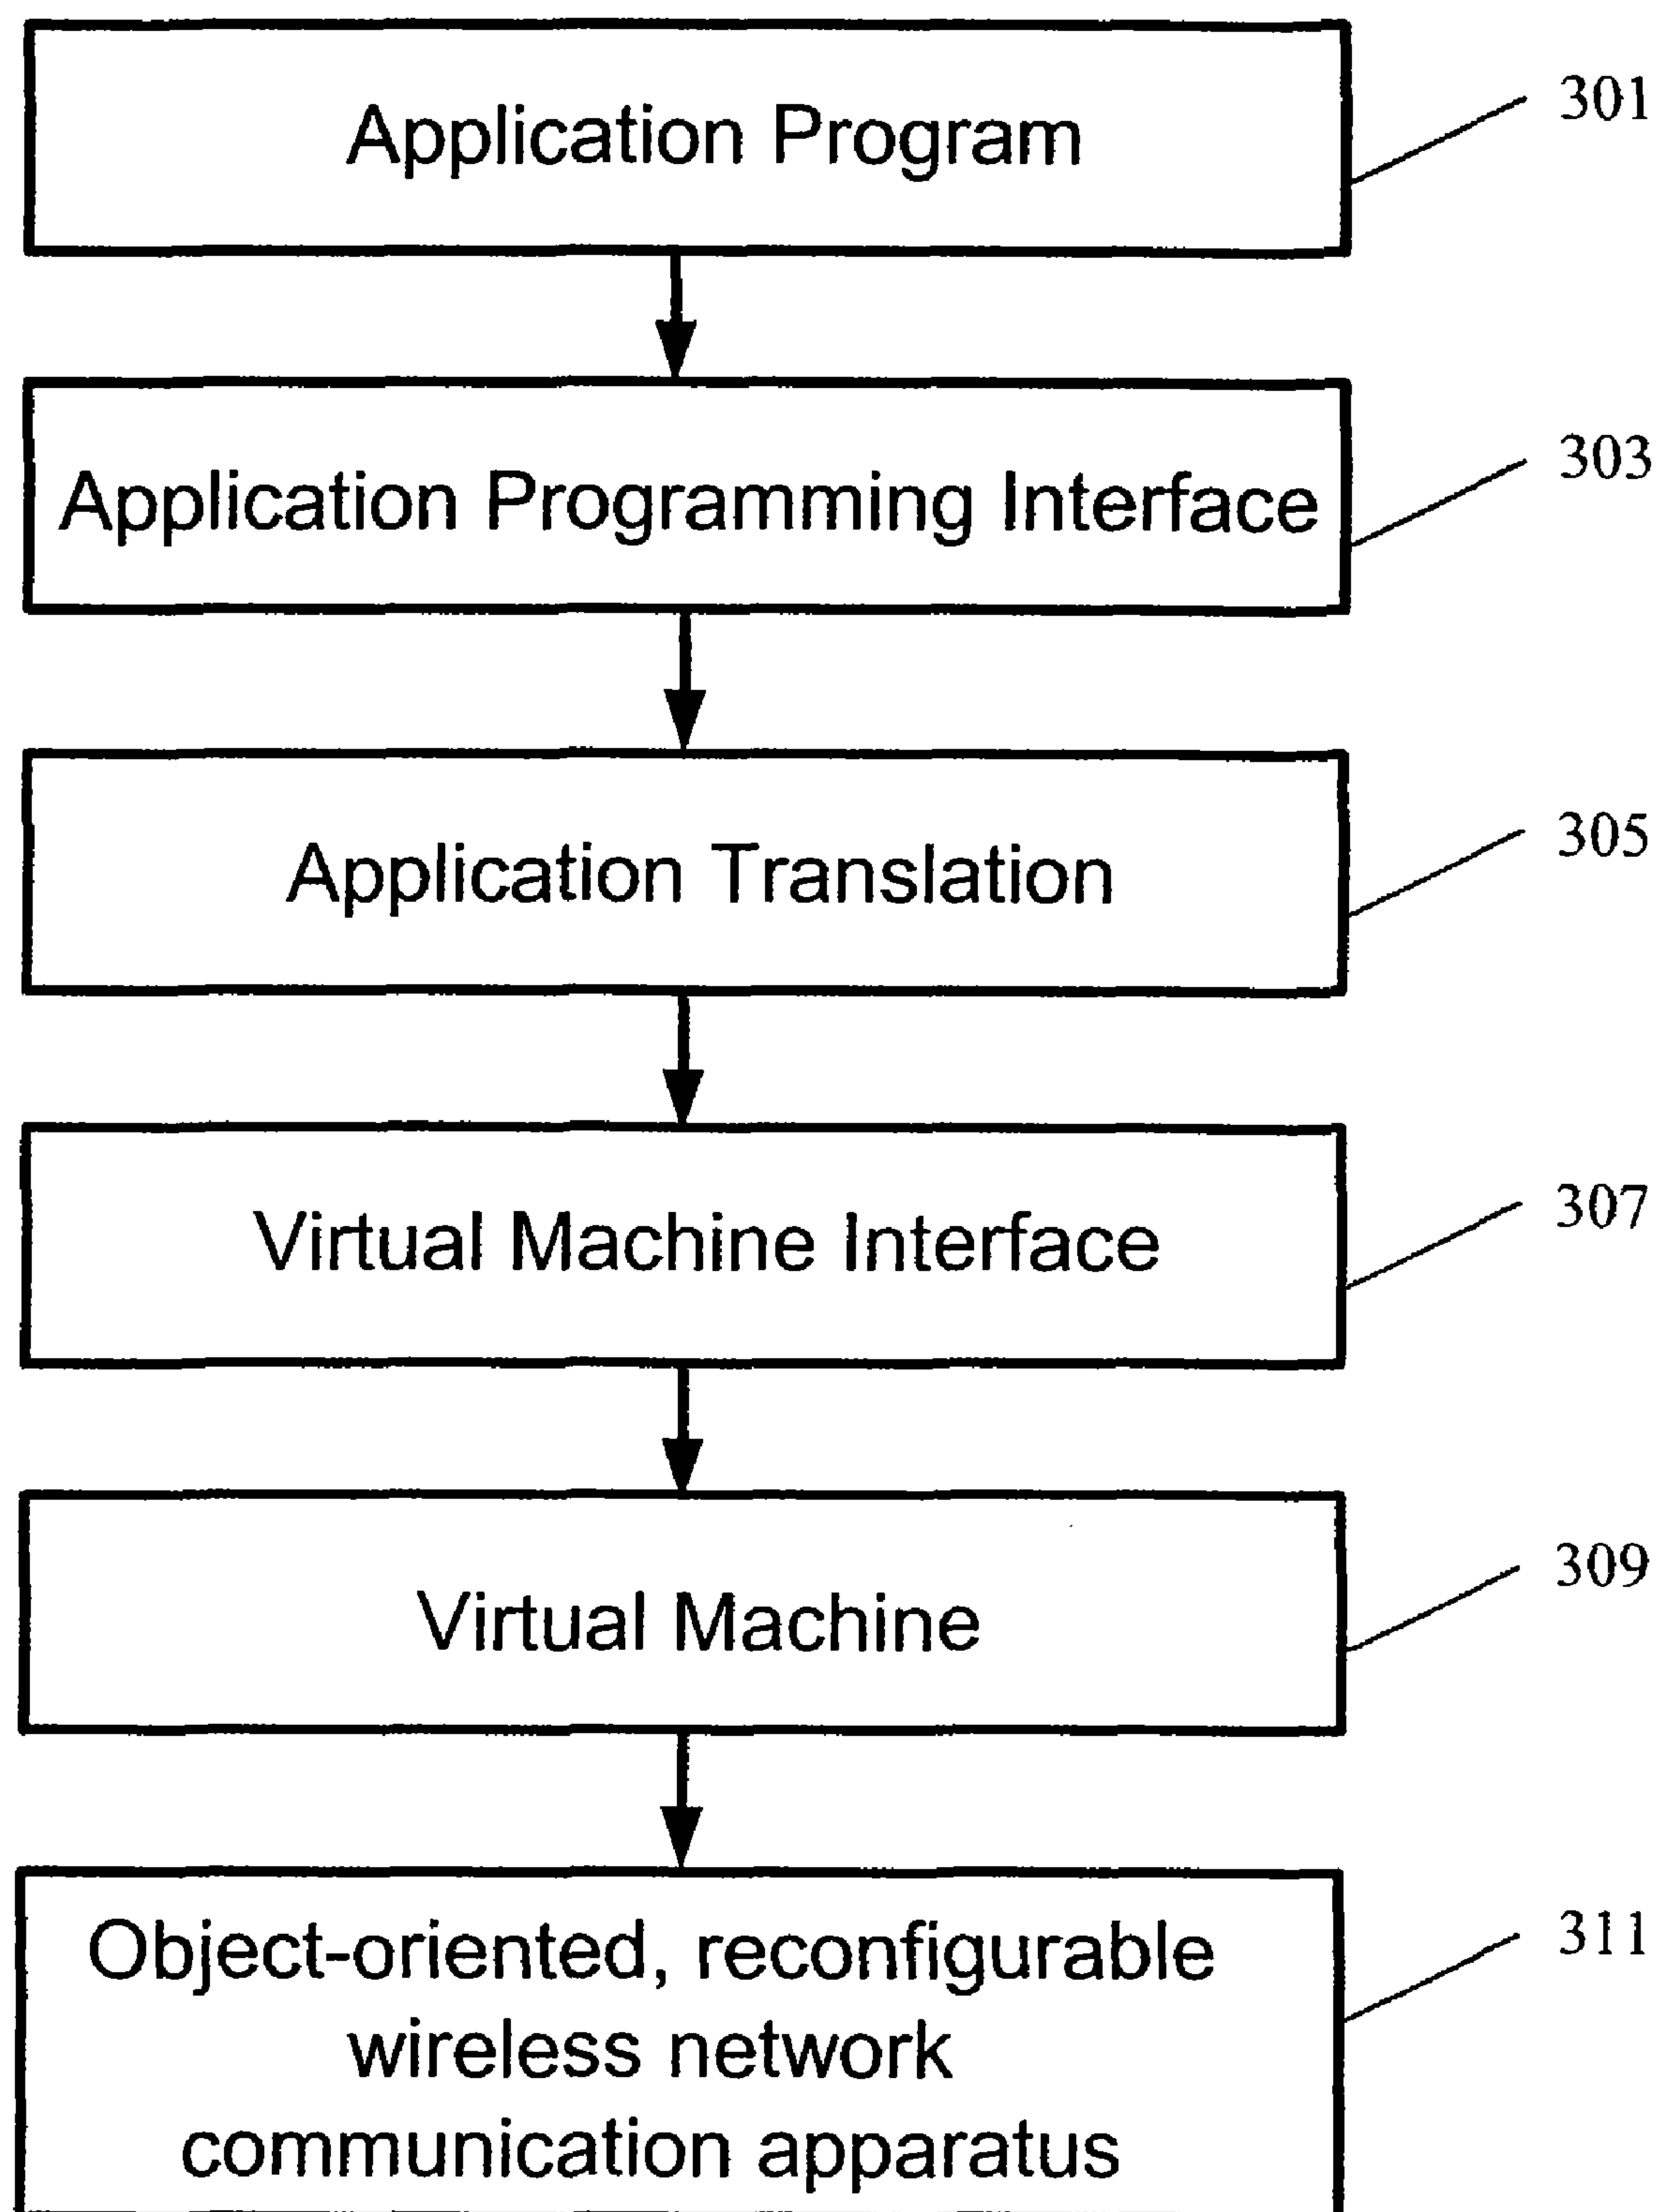 Application Program
301
Application Programming Interface
303
Application Translation
305
Virtual Machine Interface
307
Virtual Machine
309
Object-oriented, reconfigurable
wireless network
communication apparatus
311